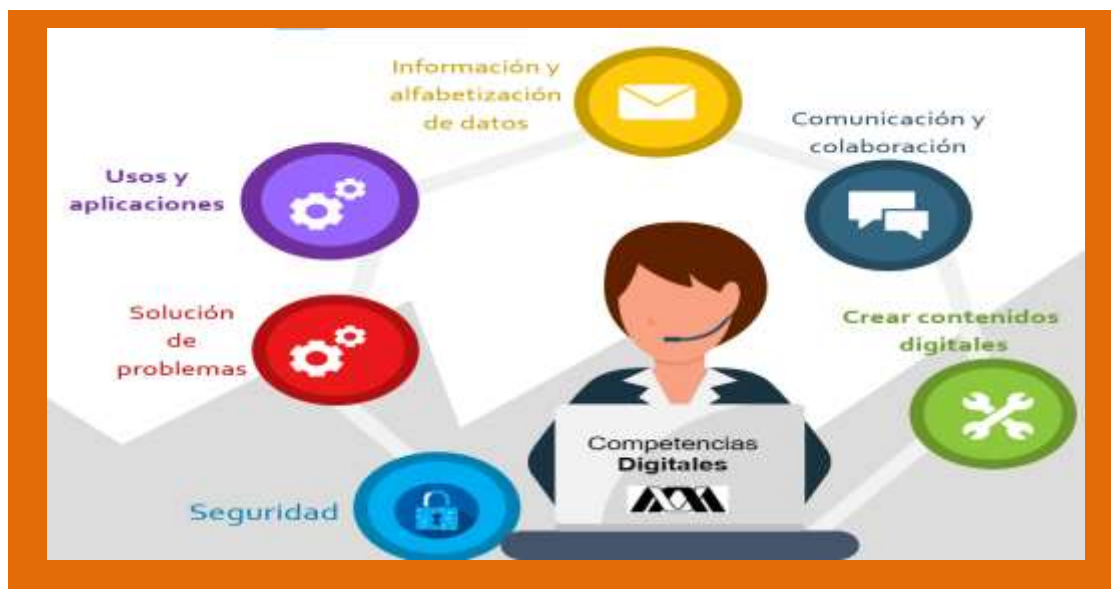 Información y
alfabetización
de datos
Comunicación y
colaboración
Usos y
aplicaciones
Solución
de
problemas
Crear contenidos
digitales
Competencias
Digitales
Seguridad